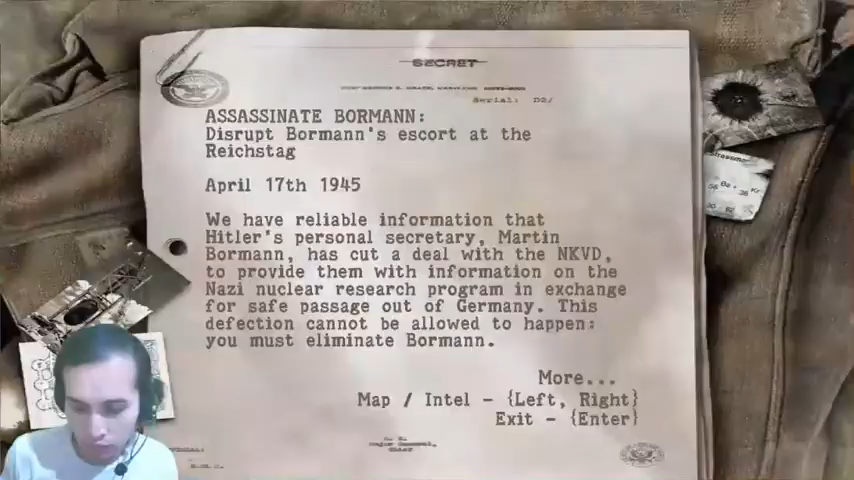 SECRET
Serial: D2/
ASSASSINATE BORMANN:
Disrupt Bormann's escort at the
Reichstag
April 17th 1945
We have reliable information that
Hitler's personal secretary, Martin
Bormann, has cut a deal with the NKVD,
to provide them with information on the
Nazi nuclear research program in exchange
for safe passage out of Germany. This
defection cannot be allowed to happen:
you must eliminate Bormann.
More...
Map / Intel - {Left, Right}
Exit - {Enter}